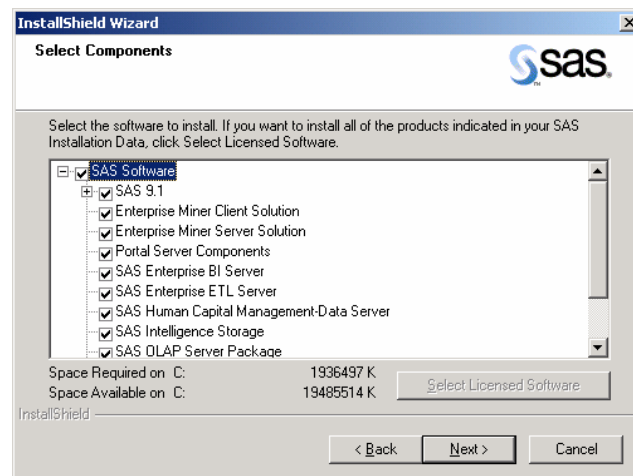 InstallShield Wizard
Select Components
sas.
TM
Select the software to install. If you want to install all of the products indicated in your SAS
Installation Data, click Select Licensed Software.
SAS Software
SAS 9.1
Enterprise Miner Client Solution
Enterprise Miner Server Solution
Portal Server Components
SAS Enterprise BI Server
SAS Enterprise ETL Server
SAS Human Capital Management-Data Server
SAS Intelligence Storage
SAS OLAP Server Package
Space Required on C: 1936497 K
Space Available on C: 19485514 K
Select Licensed Software
InstallShield
< Back Next > Cancel